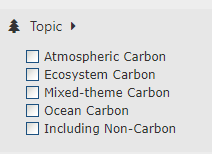 Topic
Atmospheric Carbon
Ecosystem Carbon
Mixed-theme Carbon
Ocean Carbon
Including Non-Carbon